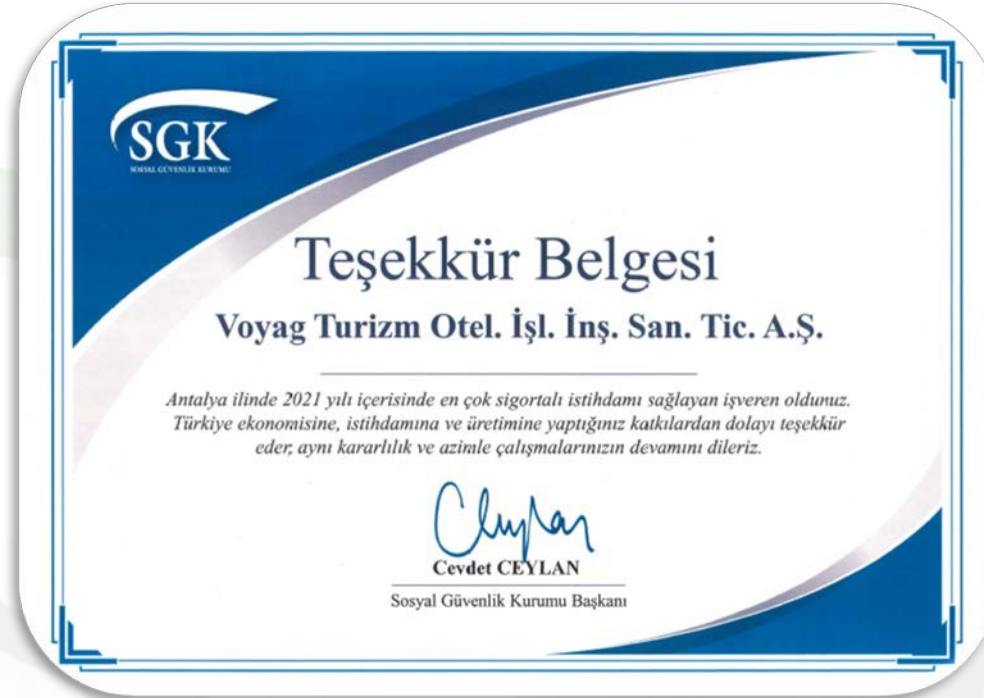 SGK
SOSYAL GÜVENLİK KURUMU
Teşekkür Belgesi
Voyag Turizm Otel. İşl. İnş. San. Tic. A.Ş.
Antalya ilinde 2021 yılı içerisinde en çok sigortalı istihdamı sağlayan işveren oldunuz.
Türkiye ekonomisine, istihdamına ve üretimine yaptığınız katkılardan dolayı teşekkür
eder, aynı kararlılık ve azimle çalışmalarınızın devamını dileriz.
Cevdet CEYLAN
Sosyal Güvenlik Kurumu Başkanı